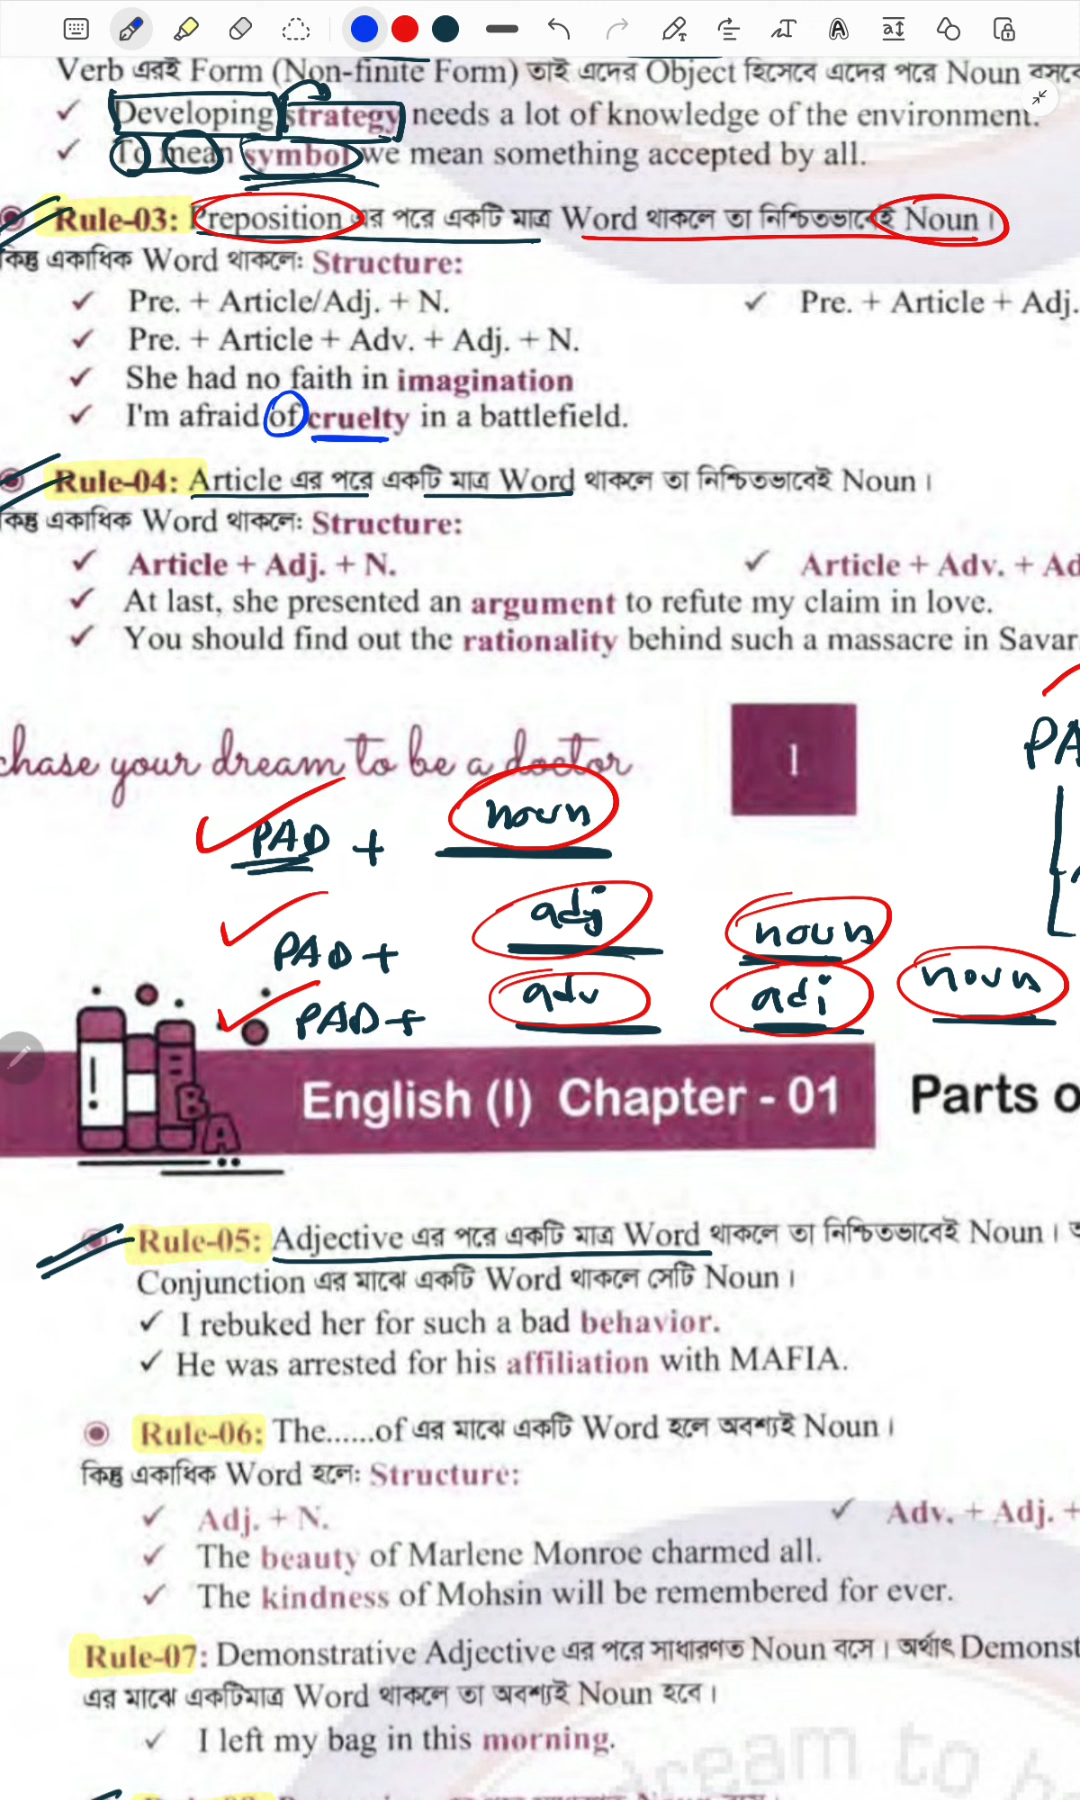 Verb এরই Form (Non-finite Form) তাই এদের Object হিসেবে এদের পরে Noun বসবে
✓ Developing strategy needs a lot of knowledge of the environment.
✓ To mean symbol we mean something accepted by all.
Rule-03: Preposition এর পরে একটি মাত্র Word থাকলে তা নিশ্চিতভাবেই Noun।
কিন্তু একাধিক Word থাকলেঃ Structure:
✓ Pre. + Article/Adj. + N. ✓ Pre. + Article + Adj.
✓ Pre. + Article + Adv. + Adj. + N.
✓ She had no faith in imagination
✓ I'm afraid of cruelty in a battlefield.
Rule-04: Article এর পরে একটি মাত্র Word থাকলে তা নিশ্চিতভাবেই Noun।
কিন্তু একাধিক Word থাকলেঃ Structure:
✓ Article + Adj. + N. ✓ Article + Adv. + Ad
✓ At last, she presented an argument to refute my claim in love.
✓ You should find out the rationality behind such a massacre in Savar
chase your dream to be a doctor
1
PA
PAD + noun
PAD + adj noun
PAD + adv adj noun
English (I) Chapter - 01 Parts o
Rule-05: Adjective এর পরে একটি মাত্র Word থাকলে তা নিশ্চিতভাবেই Noun।
Conjunction এর মাঝে একটি Word থাকলে সেটি Noun।
✓ I rebuked her for such a bad behavior.
✓ He was arrested for his affiliation with MAFIA.
Rule-06: The......of এর মাঝে একটি Word হলে অবশ্যই Noun।
কিন্তু একাধিক Word হলেঃ Structure:
✓ Adj. + N. ✓ Adv. + Adj. +
✓ The beauty of Marlene Monroe charmed all.
✓ The kindness of Mohsin will be remembered for ever.
Rule-07: Demonstrative Adjective এর পরে সাধারণত Noun বসে। অর্থাৎ Demonst
এর মাঝে একটিমাত্র Word থাকলে তা অবশ্যই Noun হবে।
✓ I left my bag in this morning.
ream to b